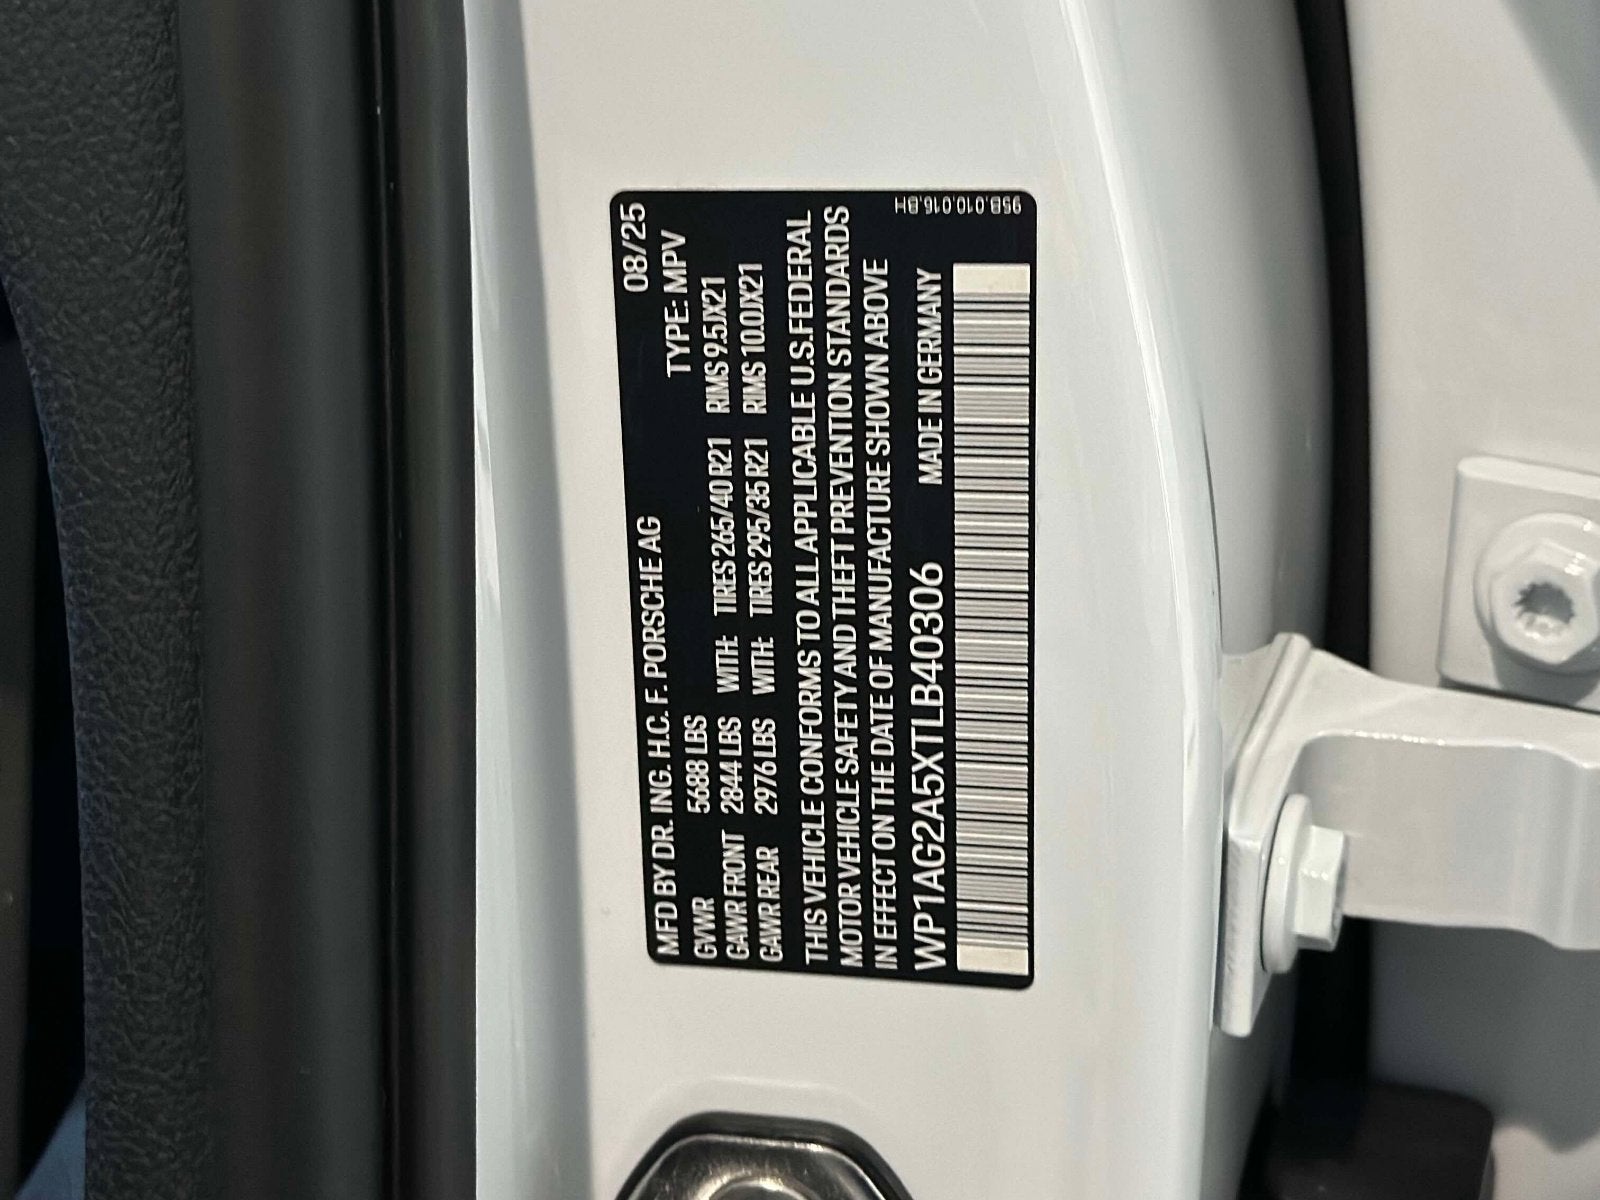 MFD BY DR. ING. H.C. F. PORSCHE AG 08/25
GVWR 5688 LBS TYPE: MPV
GAWR FRONT 2844 LBS WITH: TIRES 265/40 R21 RIMS 9.5JX21
GAWR REAR 2976 LBS WITH: TIRES 295/35 R21 RIMS 10.0JX21
THIS VEHICLE CONFORMS TO ALL APPLICABLE U.S.FEDERAL
MOTOR VEHICLE SAFETY AND THEFT PREVENTION STANDARDS
IN EFFECT ON THE DATE OF MANUFACTURE SHOWN ABOVE
WP1AG2A5XTLB40306 MADE IN GERMANY
95B.010.016.BH